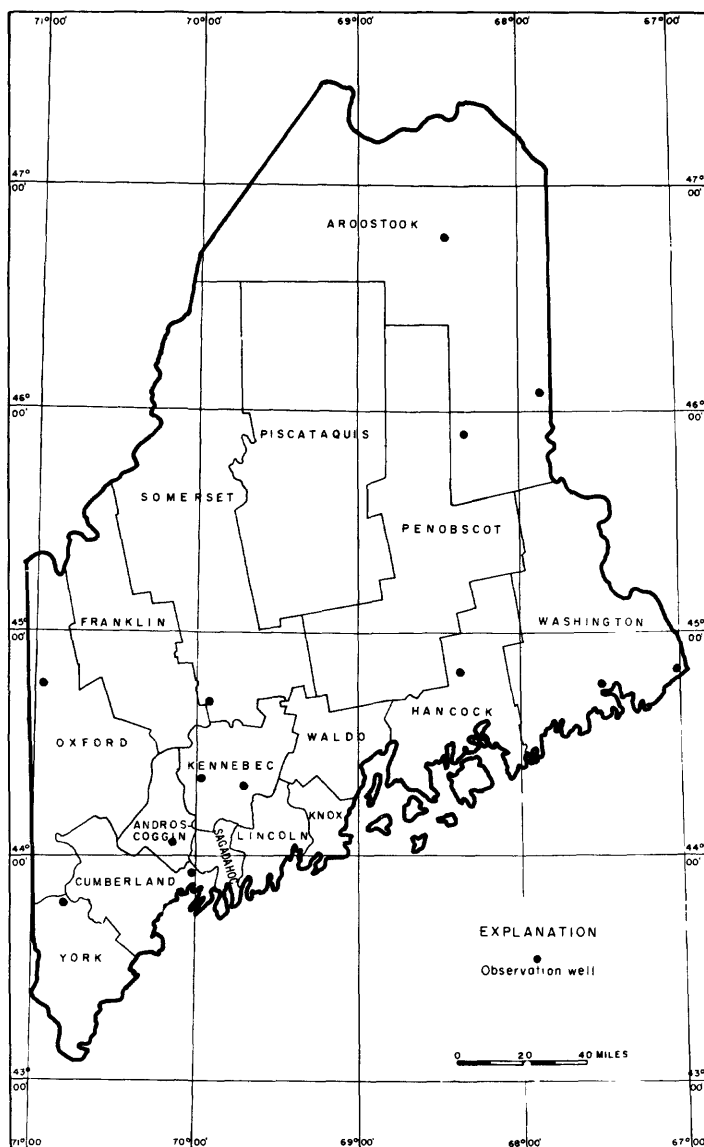 71°00' 70°00' 69°00' 68°00' 67°00'
47° 47°
00' 00'
AROOSTOOK
46° 46°
00' 00'
PISCATAQUIS
SOMERSET
PENOBSCOT
45° 45°
00' 00'
FRANKLIN
WASHINGTON
OXFORD
HANCOCK
WALDO
KENNEBEC
KNOX
ANDROS-
COGGIN
LINCOLN
SAGADAHOC
44° 44°
00' 00'
CUMBERLAND
YORK
EXPLANATION
Observation well
0 20 40 MILES
43° 43°
00' 00'
71°00' 70°00' 69°00' 68°00' 67°00'